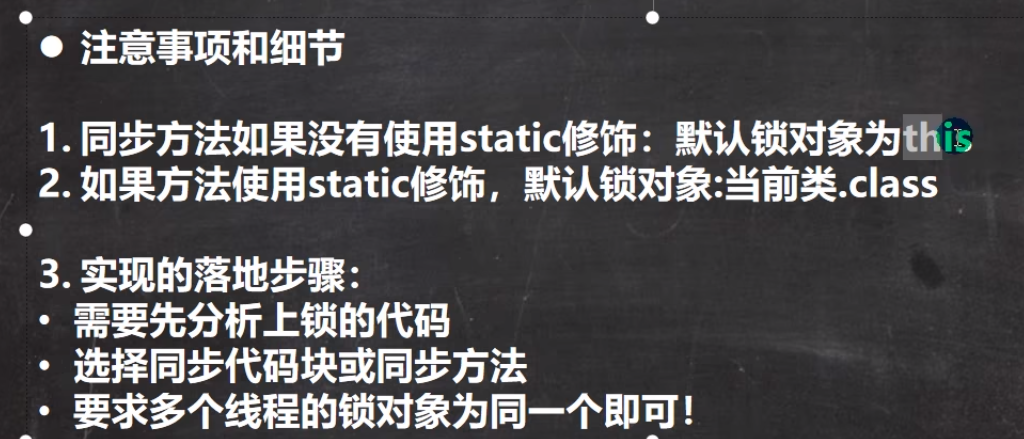 ● 注意事项和细节
1. 同步方法如果没有使用static修饰：默认锁对象为this
2. 如果方法使用static修饰，默认锁对象:当前类.class
3. 实现的落地步骤：
• 需要先分析上锁的代码
• 选择同步代码块或同步方法
• 要求多个线程的锁对象为同一个即可！